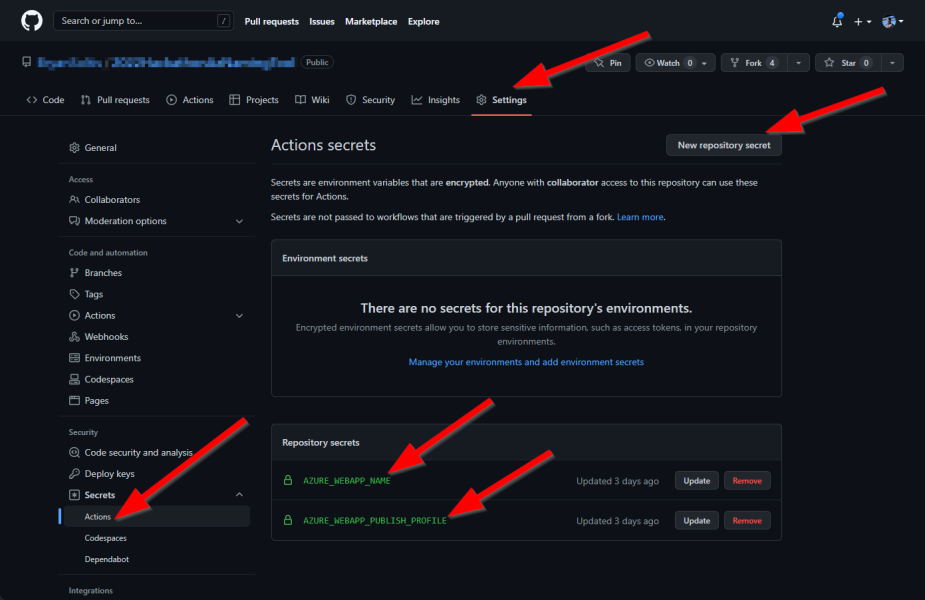 Search or jump to... /
Pull requests Issues Marketplace Explore
Public
Pin
Watch 0
Fork 4
Star 0
Code Pull requests Actions Projects Wiki Security Insights Settings
General
Access
Collaborators
Moderation options
Code and automation
Branches
Tags
Actions
Webhooks
Environments
Codespaces
Pages
Security
Code security and analysis
Deploy keys
Secrets
Actions
Codespaces
Dependabot
Integrations
Actions secrets
New repository secret
Secrets are environment variables that are encrypted. Anyone with collaborator access to this repository can use these
secrets for Actions.
Secrets are not passed to workflows that are triggered by a pull request from a fork. Learn more.
Environment secrets
There are no secrets for this repository's environments.
Encrypted environment secrets allow you to store sensitive information, such as access tokens, in your repository
environments.
Manage your environments and add environment secrets
Repository secrets
AZURE_WEBAPP_NAME Updated 3 days ago Update Remove
AZURE_WEBAPP_PUBLISH_PROFILE Updated 3 days ago Update Remove